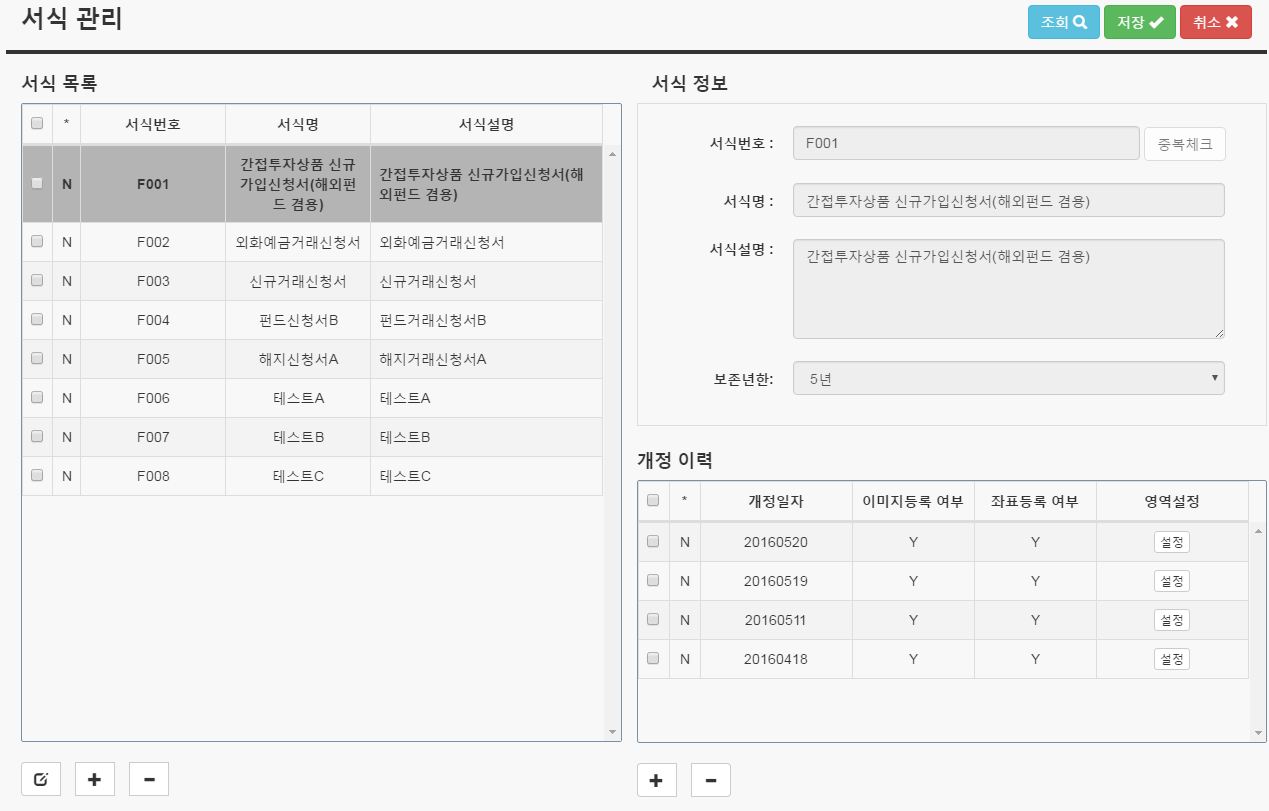 서식 관리
조회 저장 취소
서식 목록
* 서식번호 서식명 서식설명
N F001 간접투자상품 신규가입신청서(해외펀드 겸용) 간접투자상품 신규가입신청서(해외펀드 겸용)
N F002 외화예금거래신청서 외화예금거래신청서
N F003 신규거래신청서 신규거래신청서
N F004 펀드신청서B 펀드거래신청서B
N F005 해지신청서A 해지거래신청서A
N F006 테스트A 테스트A
N F007 테스트B 테스트B
N F008 테스트C 테스트C
서식 정보
서식번호 : F001 중복체크
서식명 : 간접투자상품 신규가입신청서(해외펀드 겸용)
서식설명 : 간접투자상품 신규가입신청서(해외펀드 겸용)
보존년한: 5년
개정 이력
* 개정일자 이미지등록 여부 좌표등록 여부 영역설정
N 20160520 Y Y 설정
N 20160519 Y Y 설정
N 20160511 Y Y 설정
N 20160418 Y Y 설정